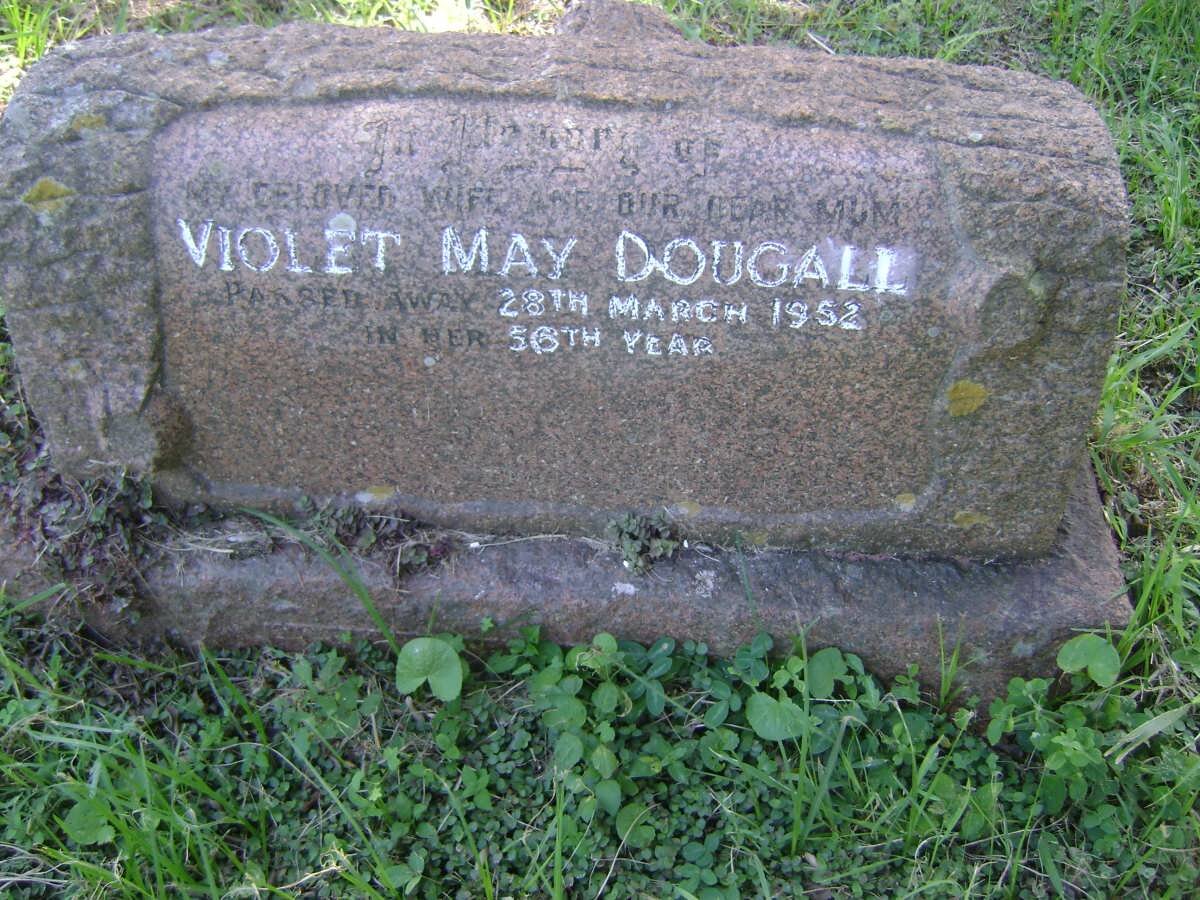 In Memory of
MY BELOVED WIFE AND OUR DEAR MUM
VIOLET MAY DOUGALL
PASSED AWAY 28TH MARCH 1952
IN HER 56TH YEAR